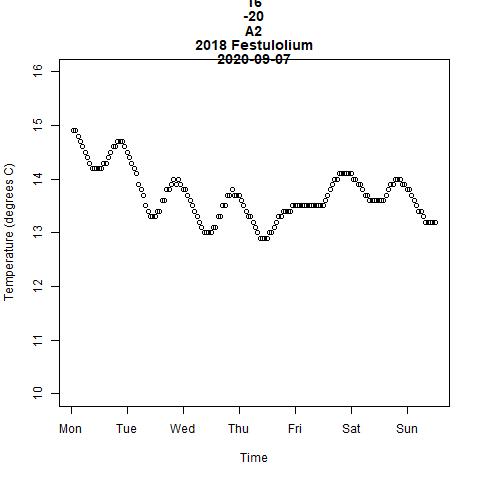 16
-20
A2
2018 Festulolium
2020-09-07
Temperature (degrees C)
16
15
14
13
12
11
10
Mon Tue Wed Thu Fri Sat Sun
Time